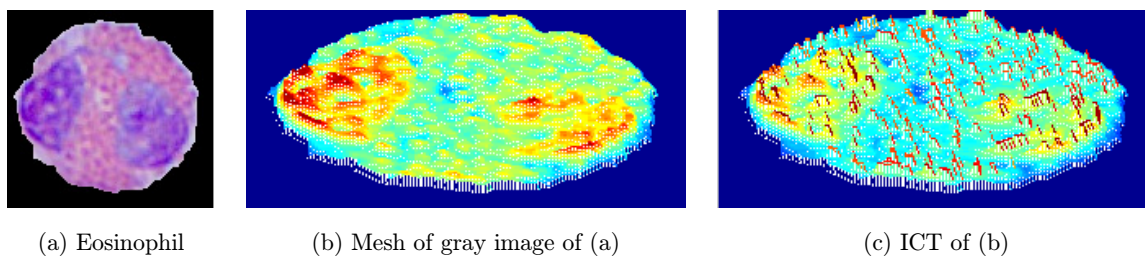 (a) Eosinophil
(b) Mesh of gray image of (a)
(c) ICT of (b)